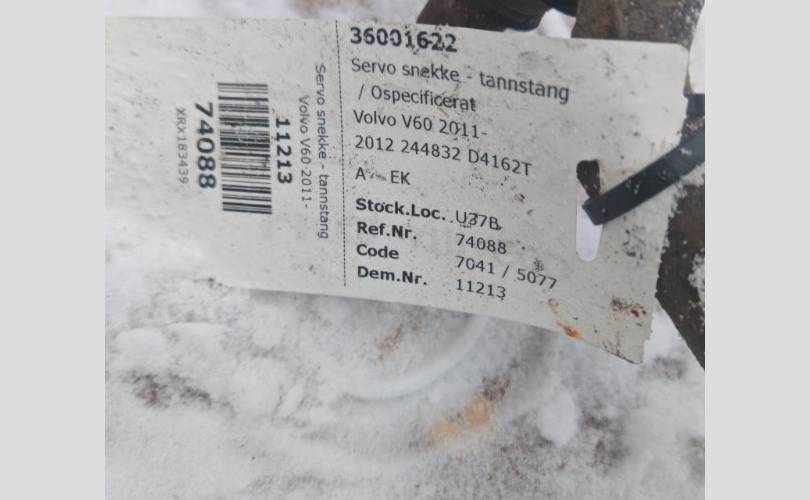 36001622
Servo snekke - tannstang
/ Ospecificerat
Volvo V60 2011-
2012 244832 D4162T
A EK
Stock.Loc. U37B
Ref.Nr. 74088
Code 7041 / 5077
Dem.Nr. 11213
Servo snekke - tannstang
Volvo V60 2011-
11213
74088
XRX183439